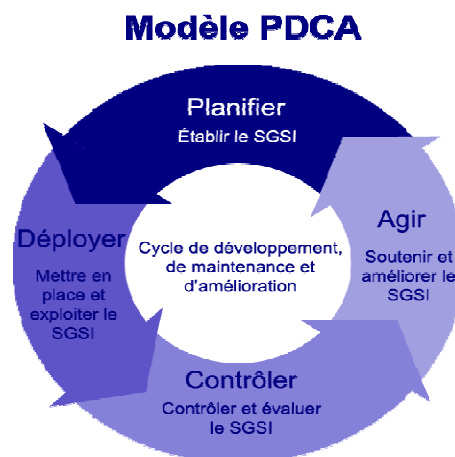 Modèle PDCA
Planifier
Établir le SGSI
Déployer
Mettre en
place et
exploiter le
SGSI
Cycle de développement,
de maintenance et
d'amélioration
Agir
Soutenir et
améliorer le
SGSI
Contrôler
Contrôler et évaluer
le SGSI